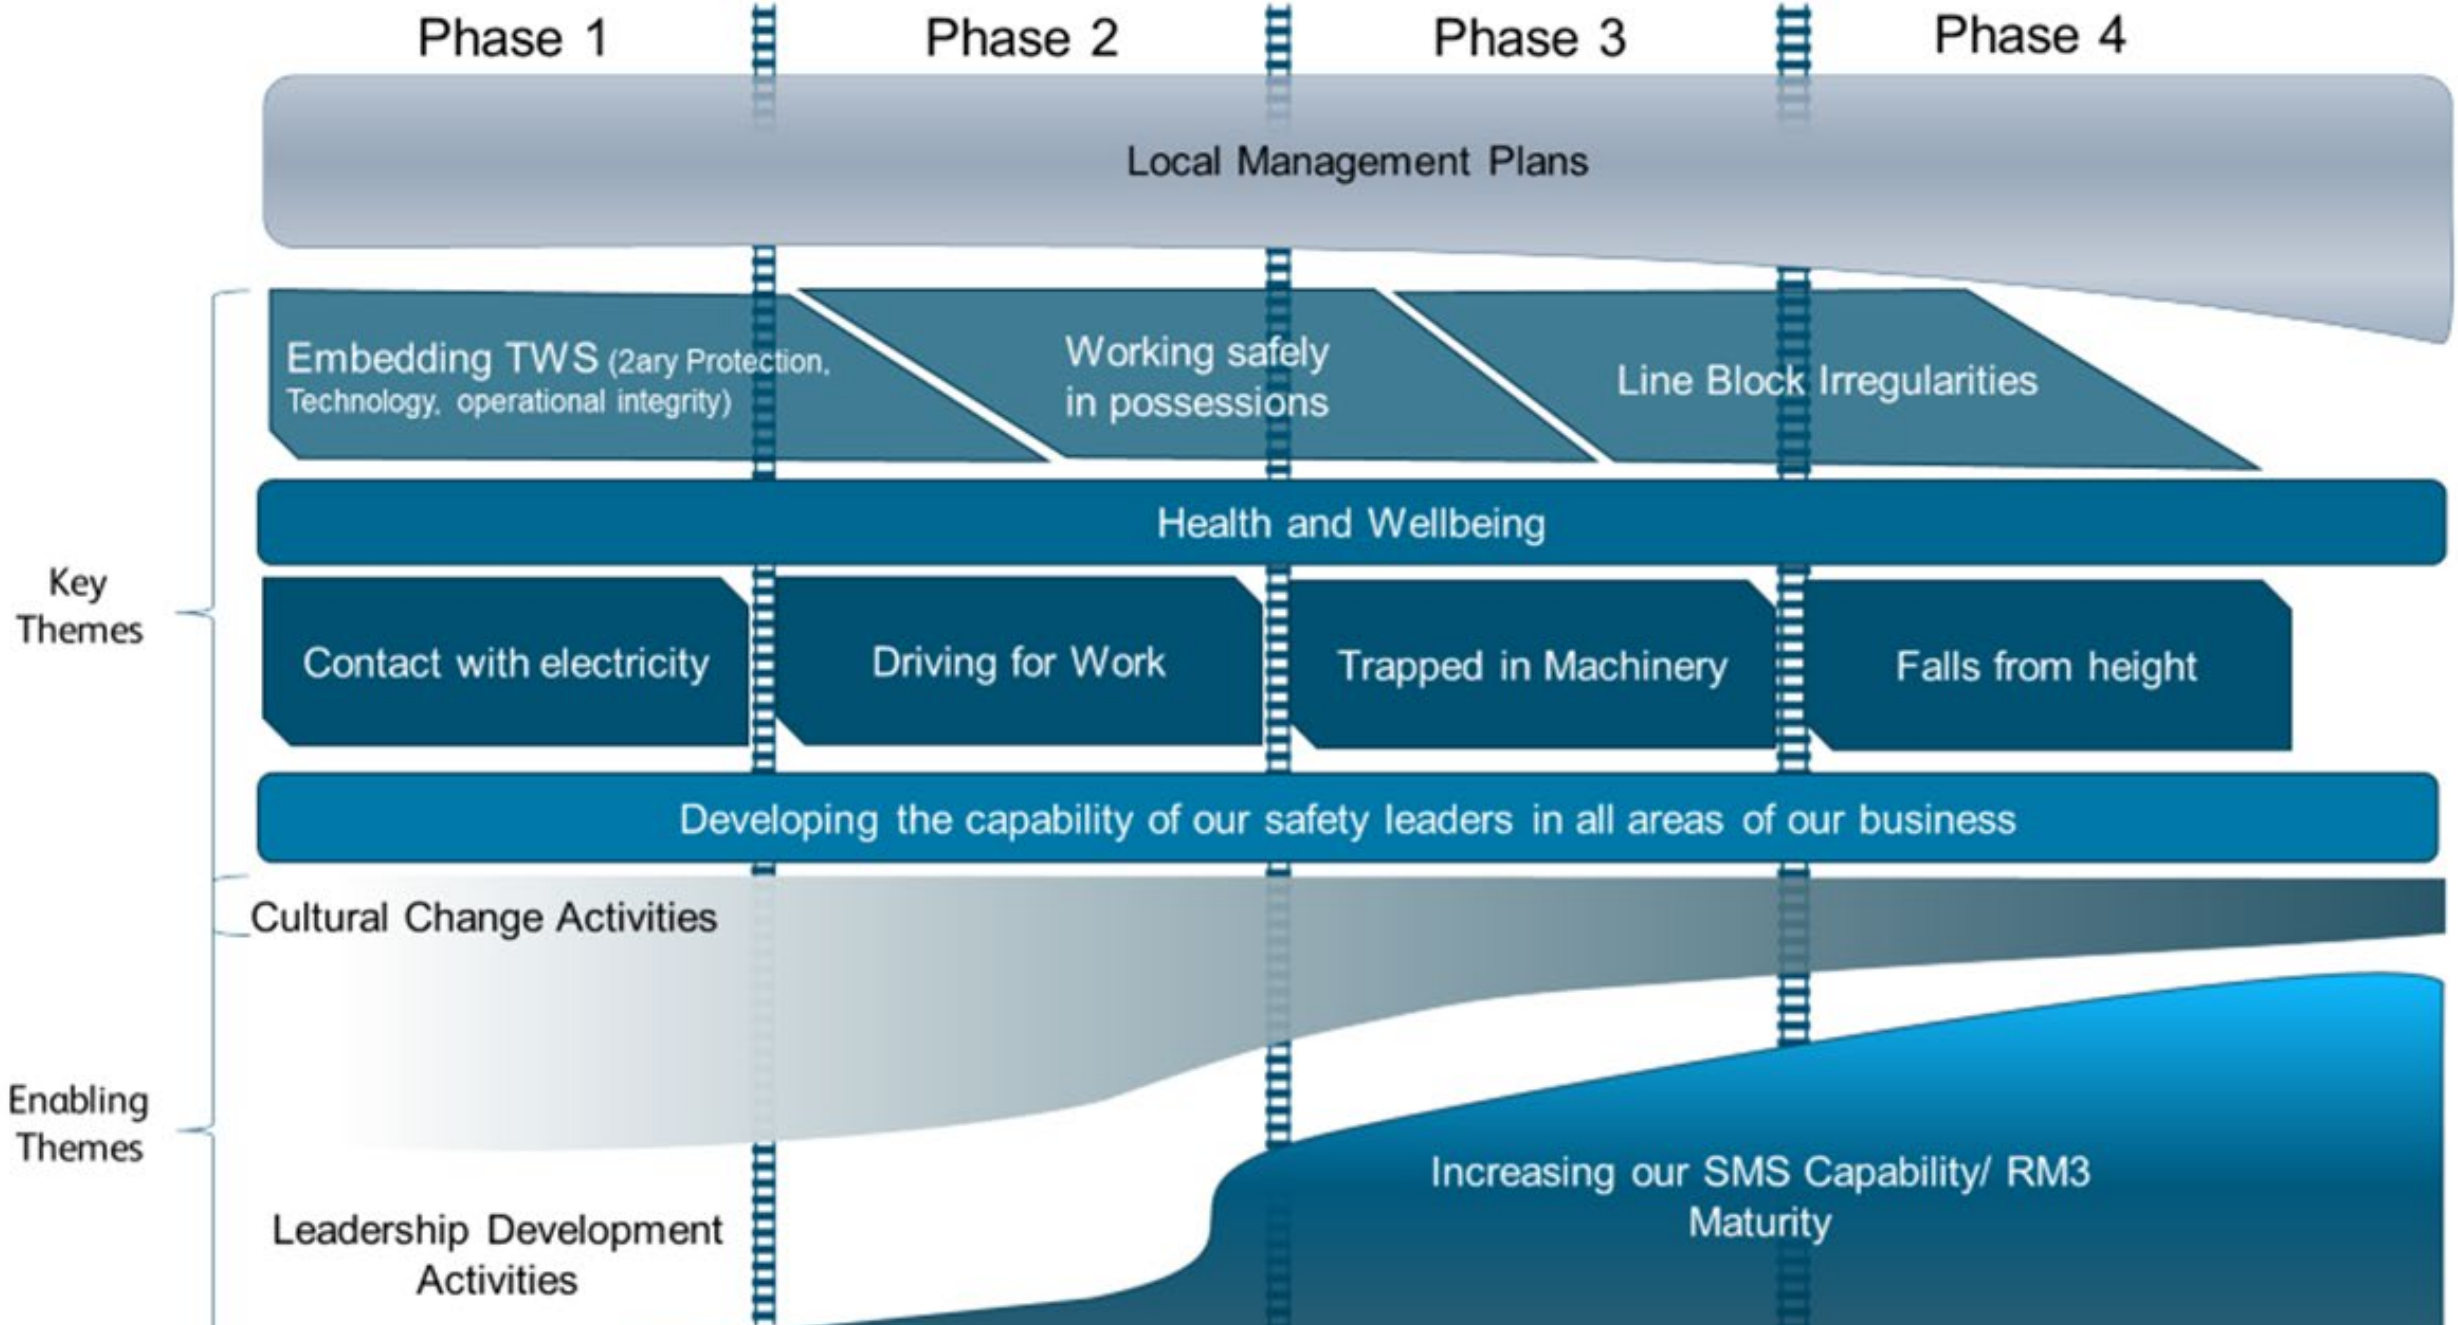 Phase 1
Phase 2
Phase 3
Phase 4
Local Management Plans
Embedding TWS (2ary Protection,
Technology, operational integrity)
Working safely
in possessions
Line Block Irregularities
Health and Wellbeing
Key
Themes
Contact with electricity
Driving for Work
Trapped in Machinery
Falls from height
Developing the capability of our safety leaders in all areas of our business
Cultural Change Activities
Enabling
Themes
Increasing our SMS Capability/ RM3
Maturity
Leadership Development
Activities